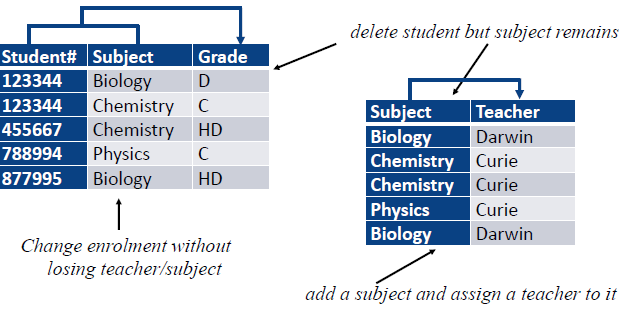 delete student but subject remains
Student# Subject Grade
123344 Biology D
123344 Chemistry C
455667 Chemistry HD
788994 Physics C
877995 Biology HD
Change enrolment without
losing teacher/subject
Subject Teacher
Biology Darwin
Chemistry Curie
Chemistry Curie
Physics Curie
Biology Darwin
add a subject and assign a teacher to it